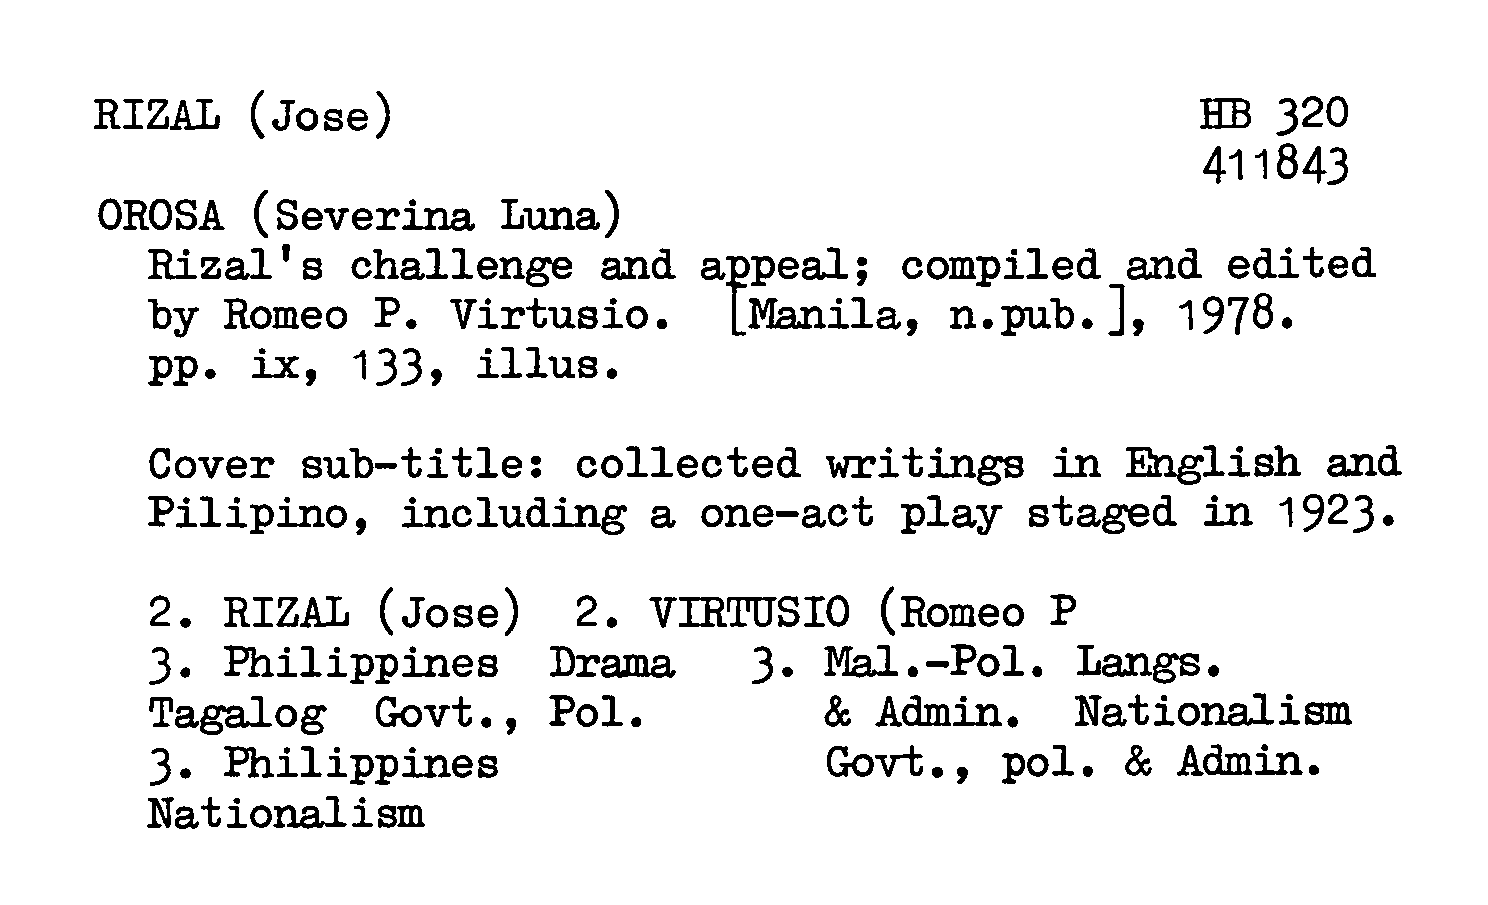 RIZAL (Jose) HB 320
411843
OROSA (Severina Luna)
Rizal's challenge and appeal; compiled and edited
by Romeo P. Virtusio. [Manila, n.pub.], 1978.
pp. ix, 133, illus.
Cover sub-title: collected writings in English and
Pilipino, including a one-act play staged in 1923.
2. RIZAL (Jose) 2. VIRTUSIO (Romeo P
3. Philippines Drama 3. Mal.-Pol. Langs.
Tagalog Govt., Pol. & Admin. Nationalism
3. Philippines Govt., pol. & Admin.
Nationalism